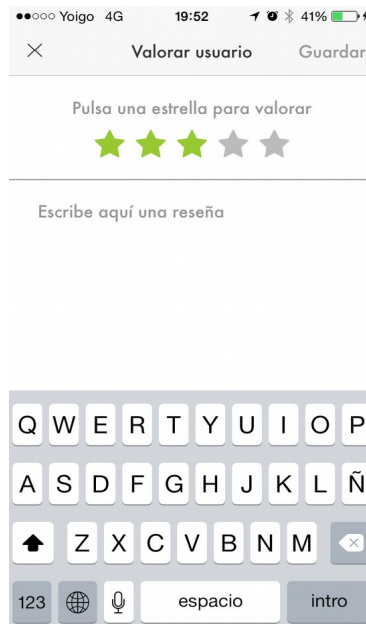 Yoigo 4G 19:52 41%
Valorar usuario Guardar
Pulsa una estrella para valorar
Escribe aquí una reseña
Q W E R T Y U I O P
A S D F G H J K L Ñ
Z X C V B N M
123 espacio intro